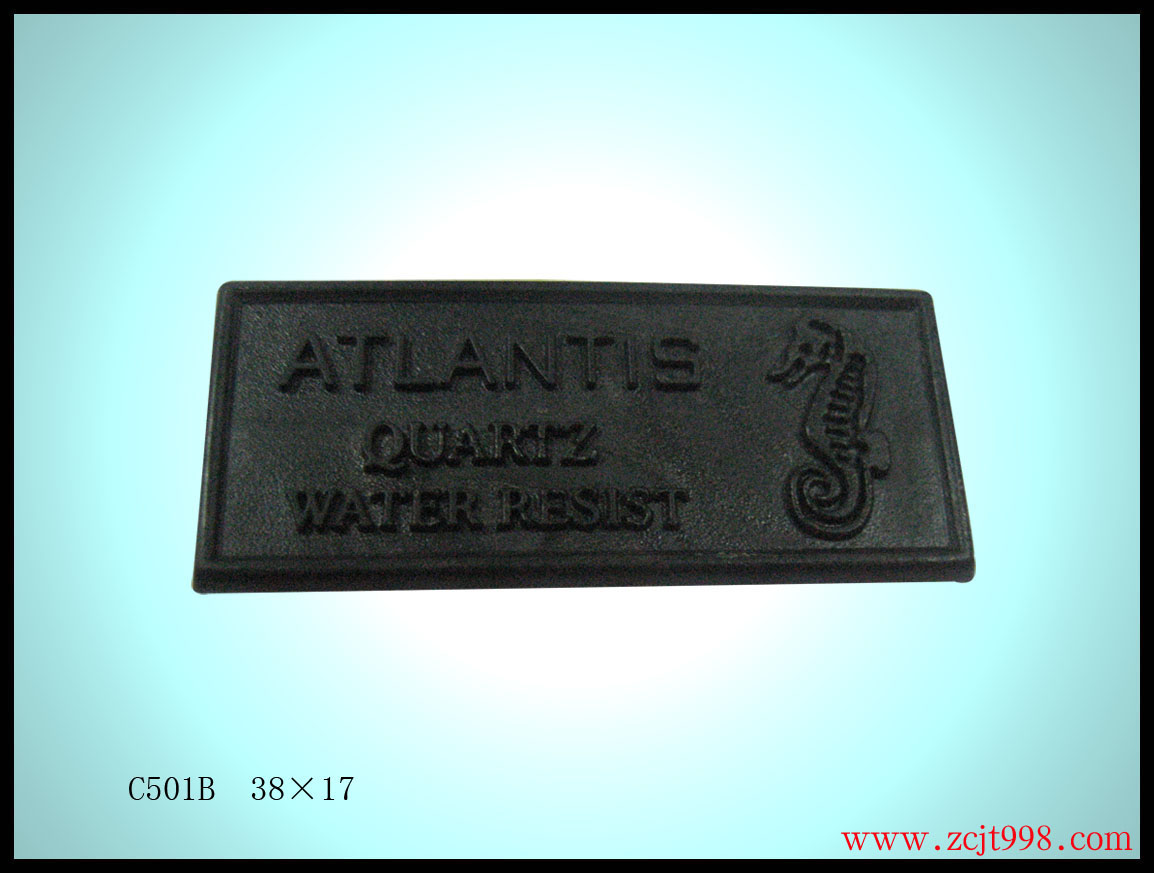 ATLANTIS
QUARTZ
WATER RESIST
C501B 38×17
www.zcjt998.com